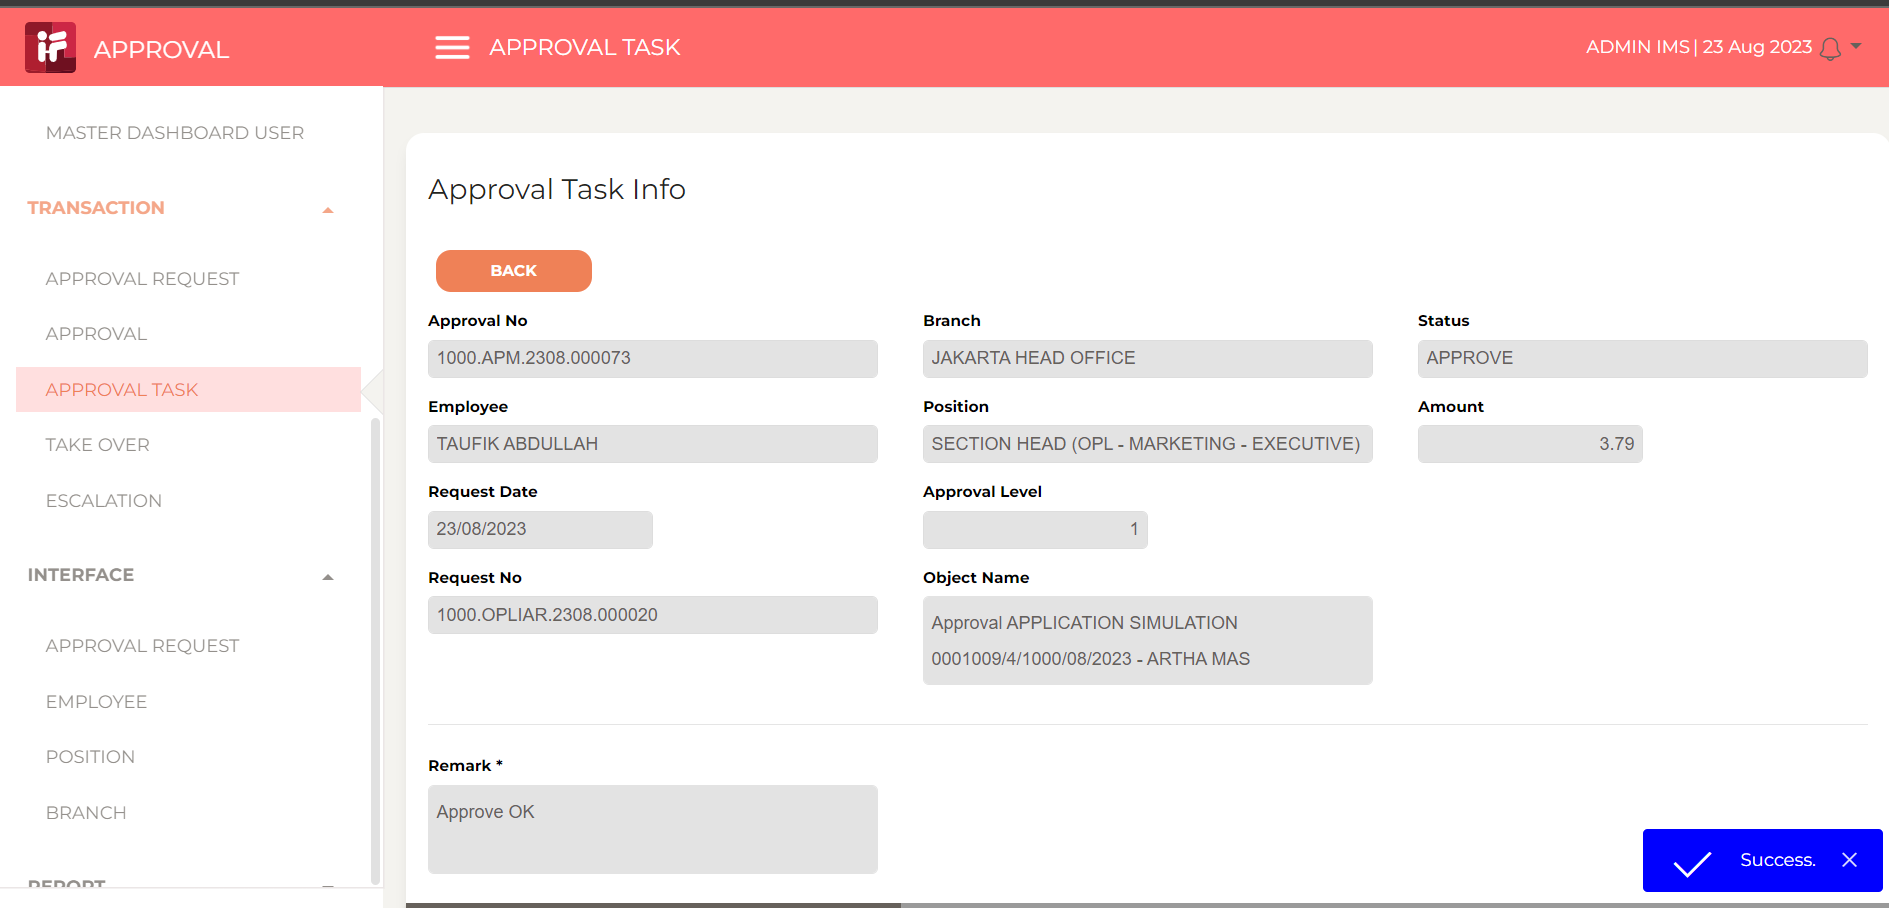 APPROVAL
APPROVAL TASK
ADMIN IMS | 23 Aug 2023
MASTER DASHBOARD USER
TRANSACTION
APPROVAL REQUEST
APPROVAL
APPROVAL TASK
TAKE OVER
ESCALATION
INTERFACE
APPROVAL REQUEST
EMPLOYEE
POSITION
BRANCH
REPORT
Approval Task Info
BACK
Approval No
1000.APM.2308.000073
Branch
JAKARTA HEAD OFFICE
Status
APPROVE
Employee
TAUFIK ABDULLAH
Position
SECTION HEAD (OPL - MARKETING - EXECUTIVE)
Amount
3.79
Request Date
23/08/2023
Approval Level
1
Request No
1000.OPLIAR.2308.000020
Object Name
Approval APPLICATION SIMULATION
0001009/4/1000/08/2023 - ARTHA MAS
Remark *
Approve OK
Success.